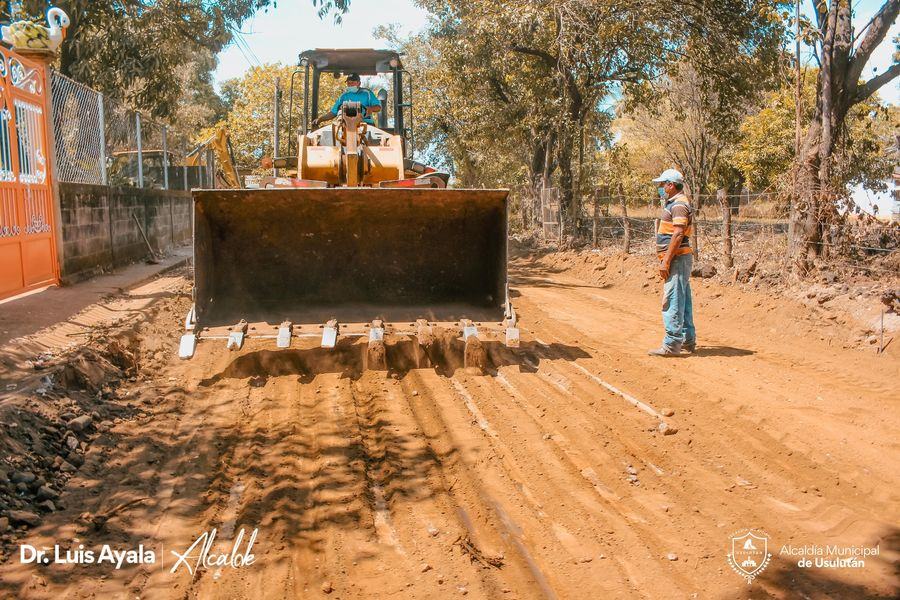 Dr. Luis Ayala | Alcalde
Alcaldía Municipal
de Usulután